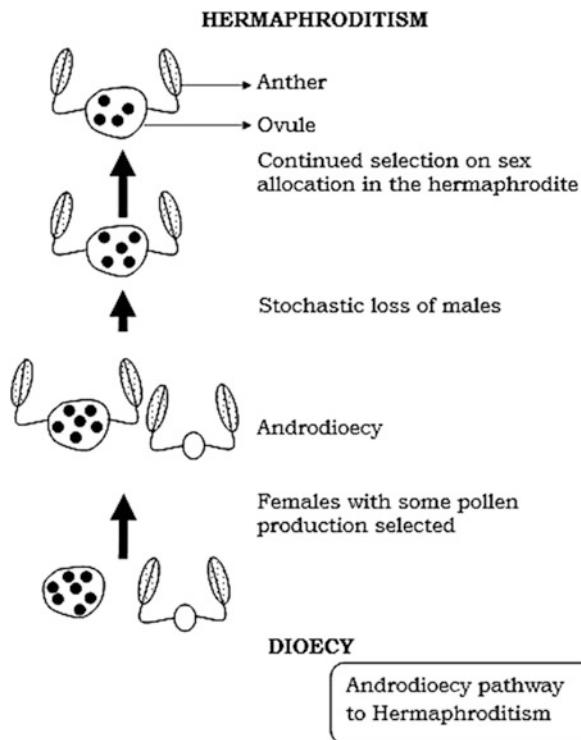 HERMAPHRODITISM
Anther
Ovule
Continued selection on sex
allocation in the hermaphrodite
Stochastic loss of males
Androdioecy
Females with some pollen
production selected
DIOECY
Androdioecy pathway
to Hermaphroditism